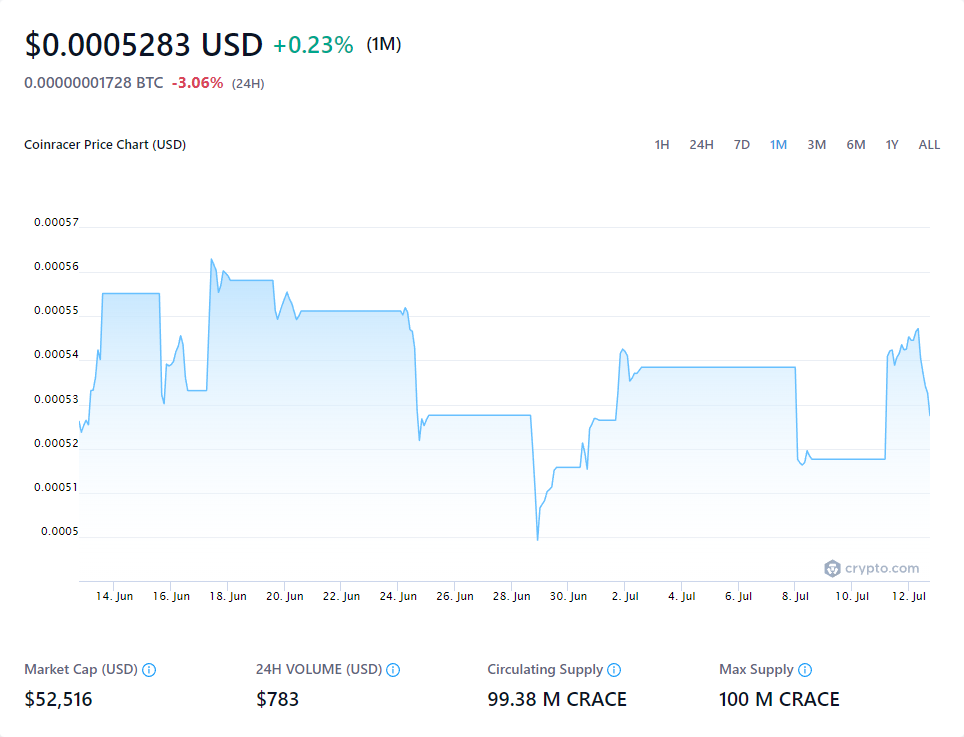 $0.0005283 USD +0.23% (1M)
0.00000001728 BTC -3.06% (24H)
Coinracer Price Chart (USD) 1H 24H 7D 1M 3M 6M 1Y ALL
0.00057
0.00056
0.00055
0.00054
0.00053
0.00052
0.00051
0.0005
crypto.com
14. Jun 16. Jun 18. Jun 20. Jun 22. Jun 24. Jun 26. Jun 28. Jun 30. Jun 2. Jul 4. Jul 6. Jul 8. Jul 10. Jul 12. Jul
Market Cap (USD) 24H VOLUME (USD) Circulating Supply Max Supply
$52,516 $783 99.38 M CRACE 100 M CRACE